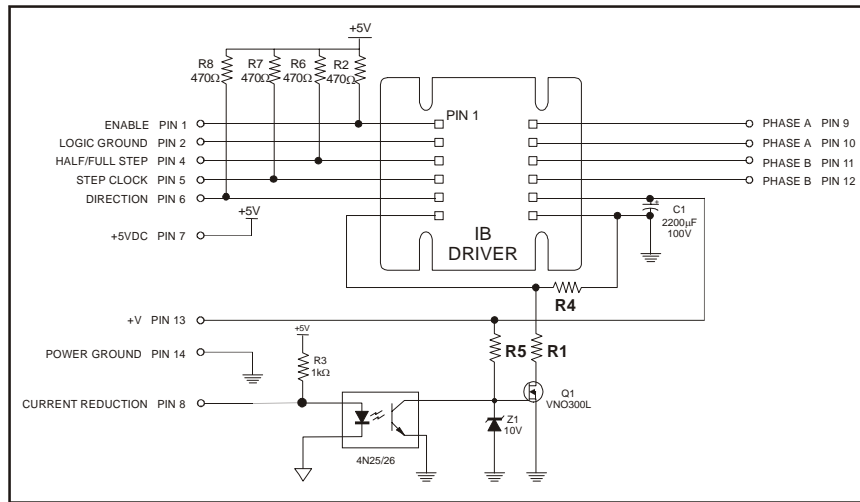 +5V
R8 R7 R6 R2
470Ω 470Ω 470Ω 470Ω
PIN 1
ENABLE PIN 1
LOGIC GROUND PIN 2
HALF/FULL STEP PIN 4
STEP CLOCK PIN 5
DIRECTION PIN 6
+5V
+5VDC PIN 7
IB
DRIVER
PHASE A PIN 9
PHASE A PIN 10
PHASE B PIN 11
PHASE B PIN 12
+
C1
2200µF
100V
R4
+V PIN 13
POWER GROUND PIN 14
+5V
R3
1kΩ
R5 R1
CURRENT REDUCTION PIN 8
Q1
VNO300L
Z1
10V
4N25/26